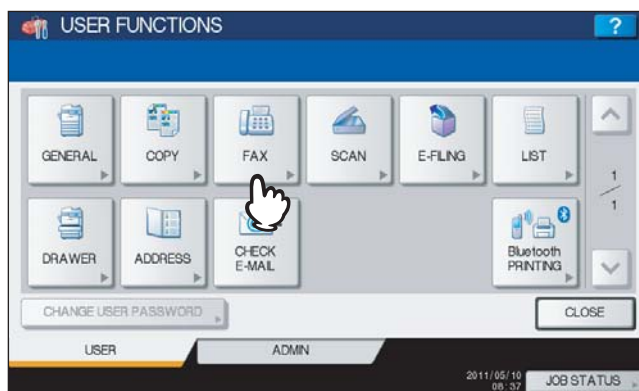 USER FUNCTIONS
?
GENERAL
COPY
FAX
SCAN
E-FILING
LIST
1
1
DRAWER
ADDRESS
CHECK
E-MAIL
Bluetooth
PRINTING
CHANGE USER PASSWORD
CLOSE
USER
ADMIN
2011/05/10
08:37
JOB STATUS